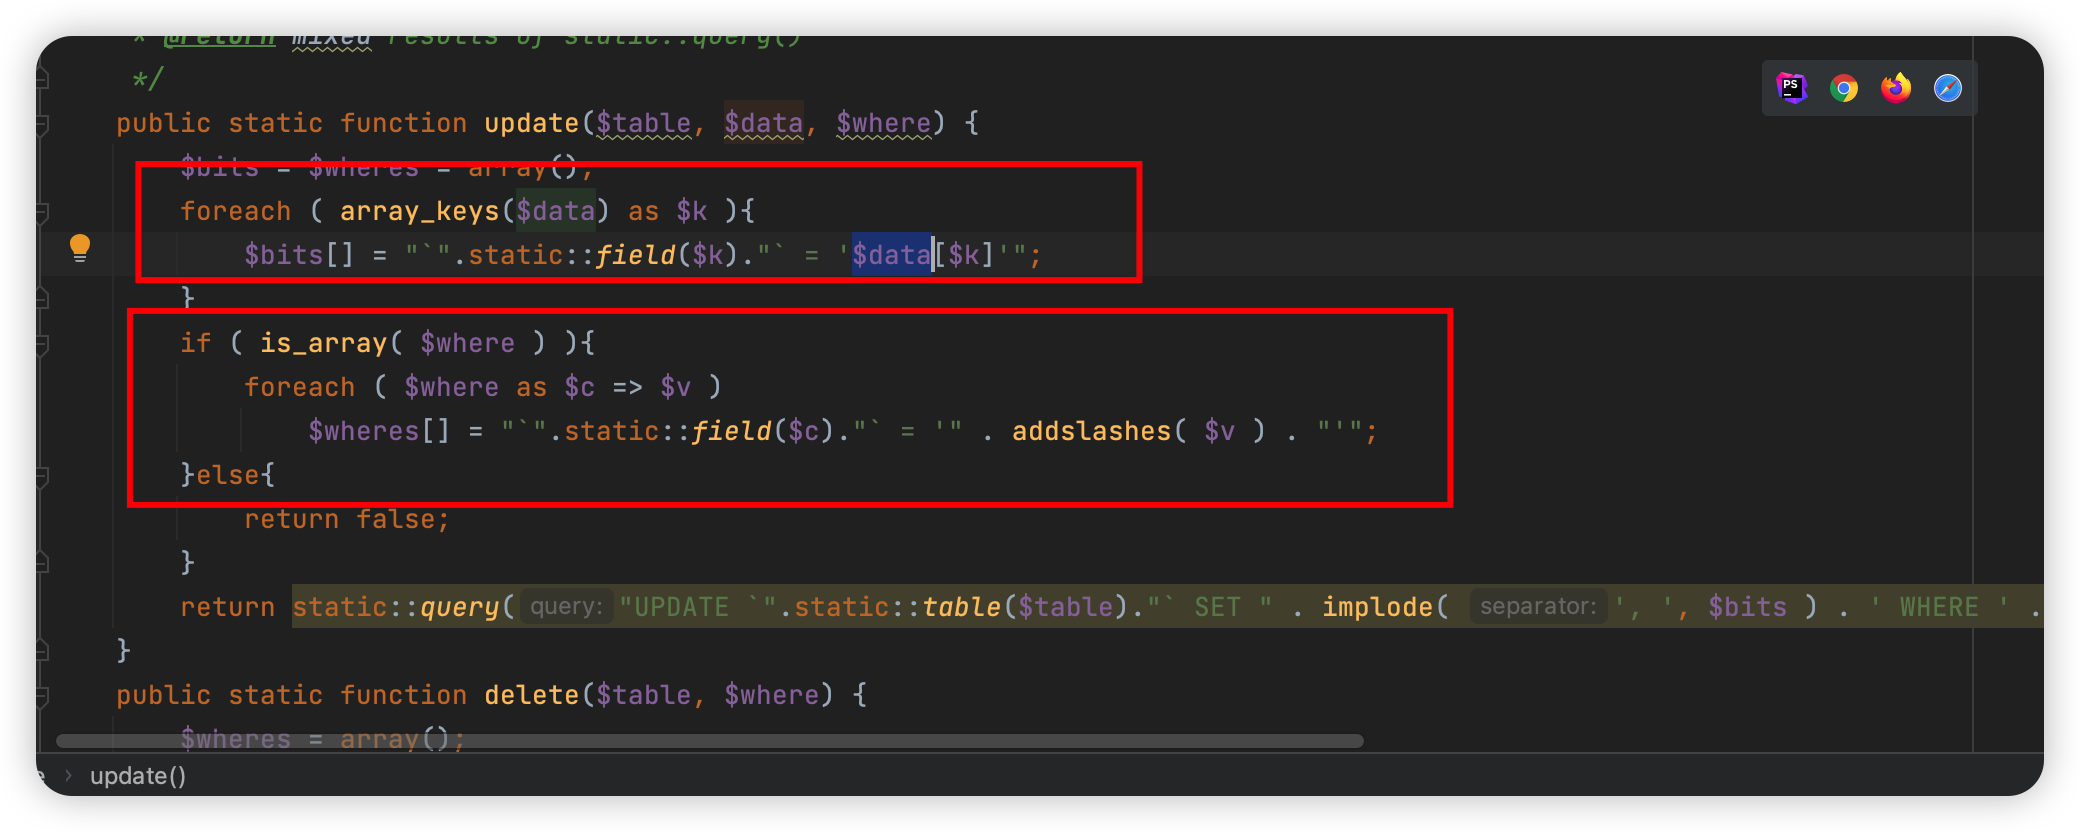 * @return mixed results of static::query()
*/
public static function update($table, $data, $where) {
$bits = $wheres = array();
foreach ( array_keys($data) as $k ){
$bits[] = "`".static::field($k)."` = '$data[$k]'";
}
if ( is_array( $where ) ){
foreach ( $where as $c => $v )
$wheres[] = "`".static::field($c)."` = '" . addslashes( $v ) . "'";
}else{
return false;
}
return static::query( query: "UPDATE `".static::table($table)."` SET " . implode( separator: ', ', $bits ) . ' WHERE ' .
}
public static function delete($table, $where) {
$wheres = array();
e › update()
PS